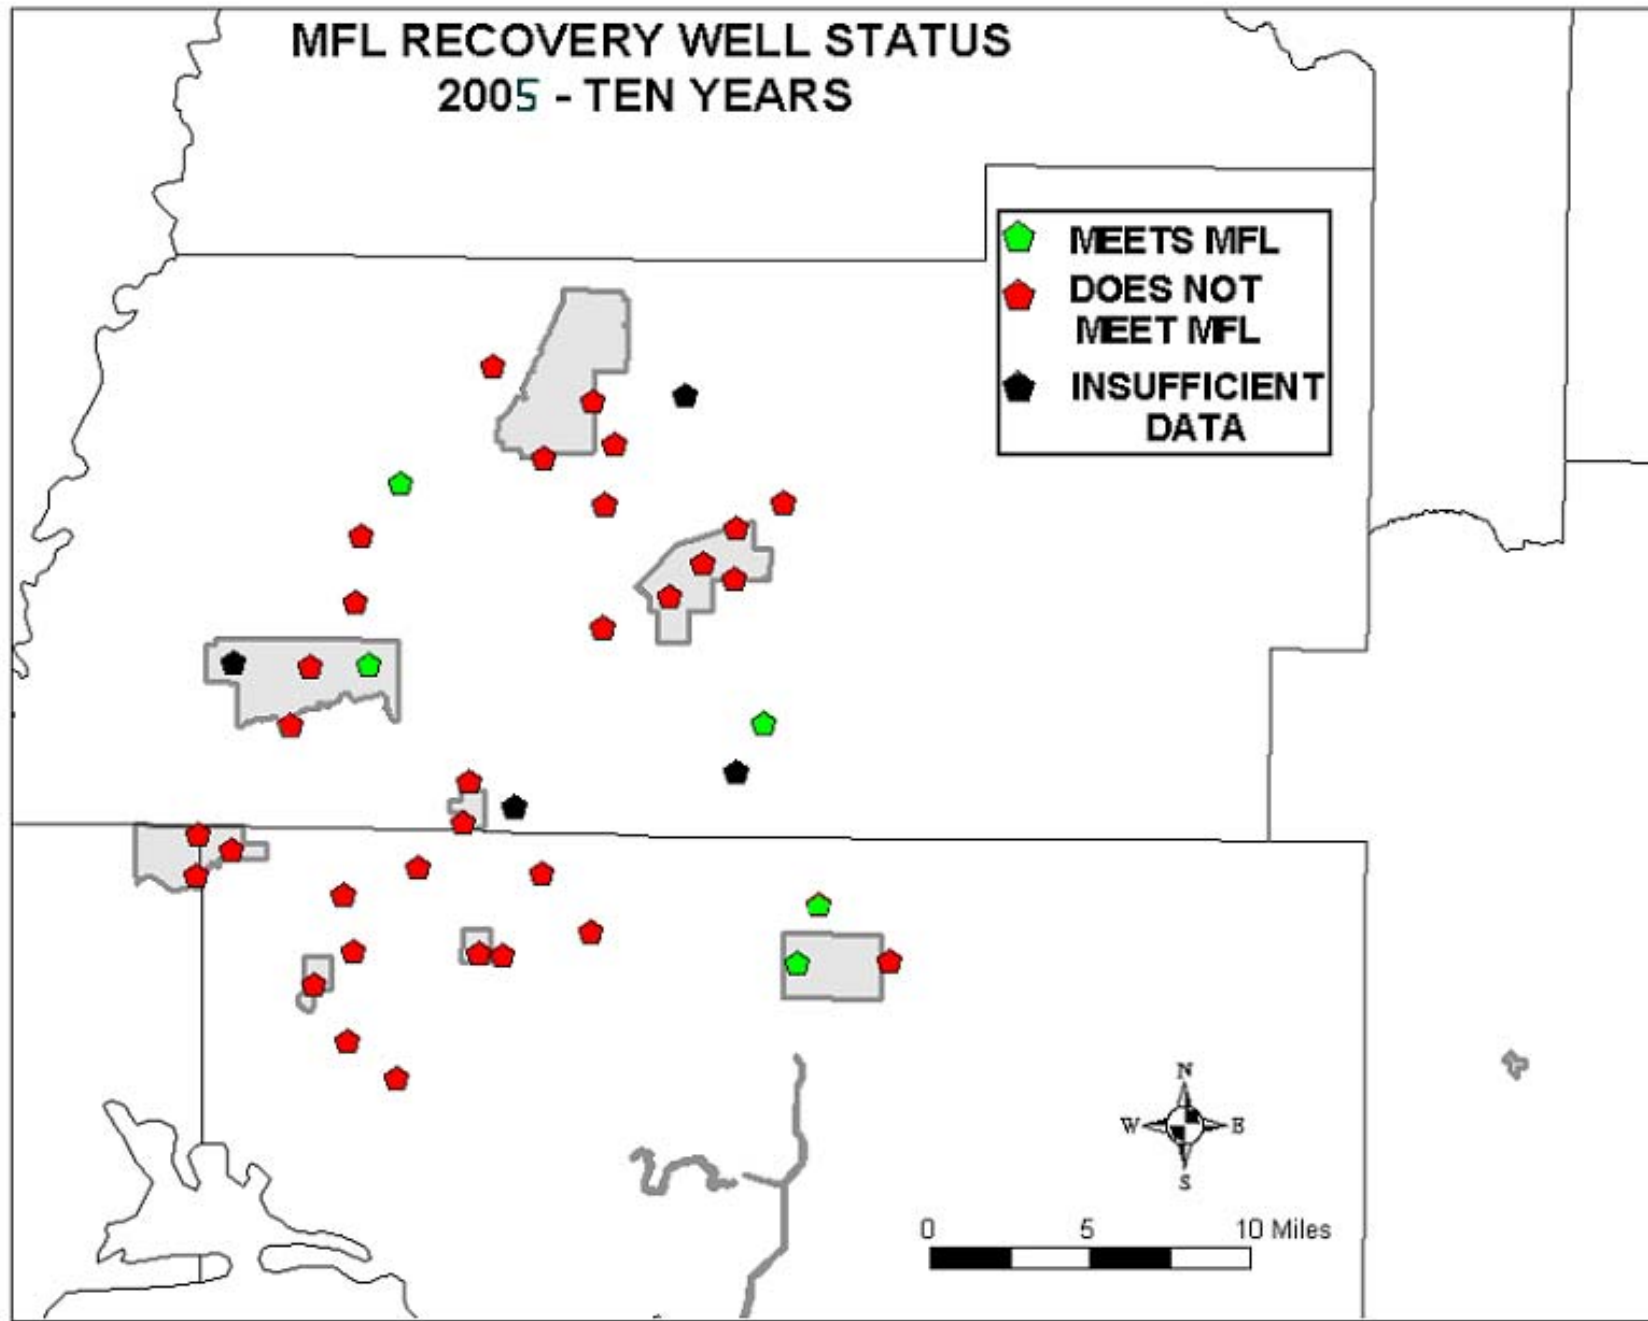 MFL RECOVERY WELL STATUS
2005 - TEN YEARS
MEETS MFL
DOES NOT
MEET MFL
INSUFFICIENT
DATA
N
W E
S
0 5 10 Miles